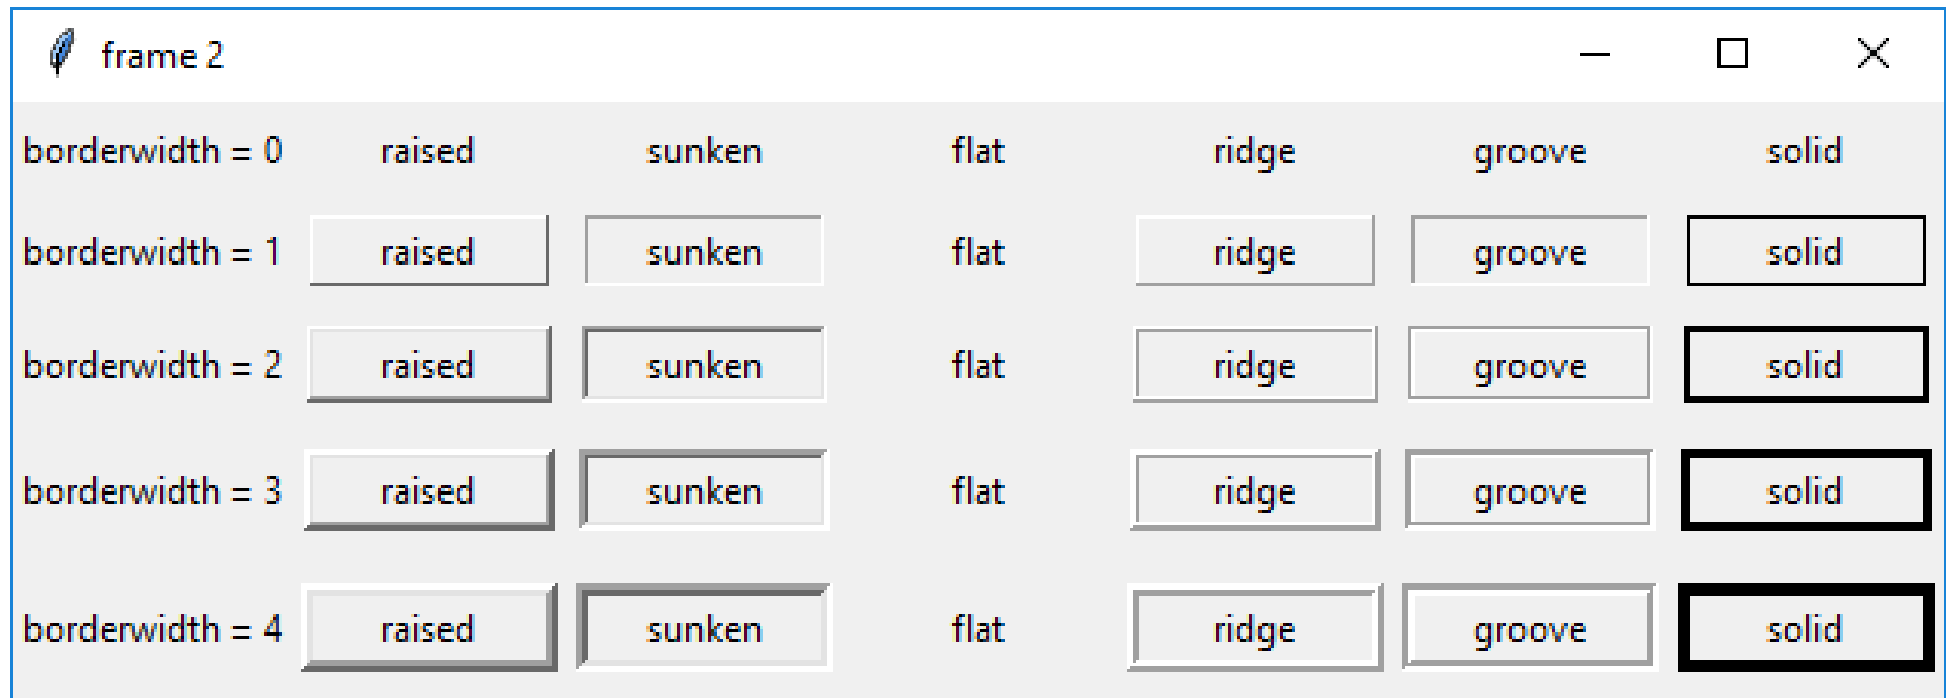 frame 2
borderwidth = 0 raised sunken flat ridge groove solid
borderwidth = 1 raised sunken flat ridge groove solid
borderwidth = 2 raised sunken flat ridge groove solid
borderwidth = 3 raised sunken flat ridge groove solid
borderwidth = 4 raised sunken flat ridge groove solid